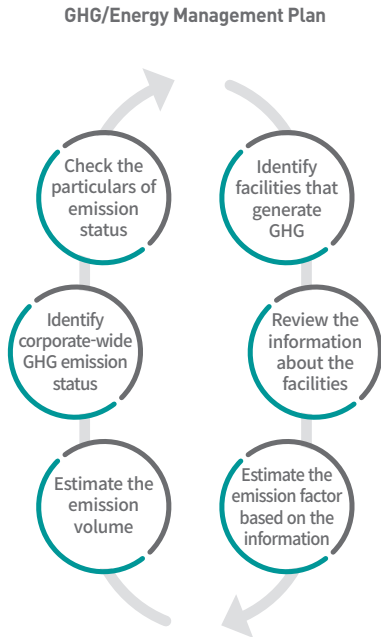 GHG/Energy Management Plan
Check the
particulars of
emission
status
Identify
facilities that
generate
GHG
Identify
corporate-wide
GHG emission
status
Review the
information
about the
facilities
Estimate the
emission
volume
Estimate the
emission factor
based on the
information